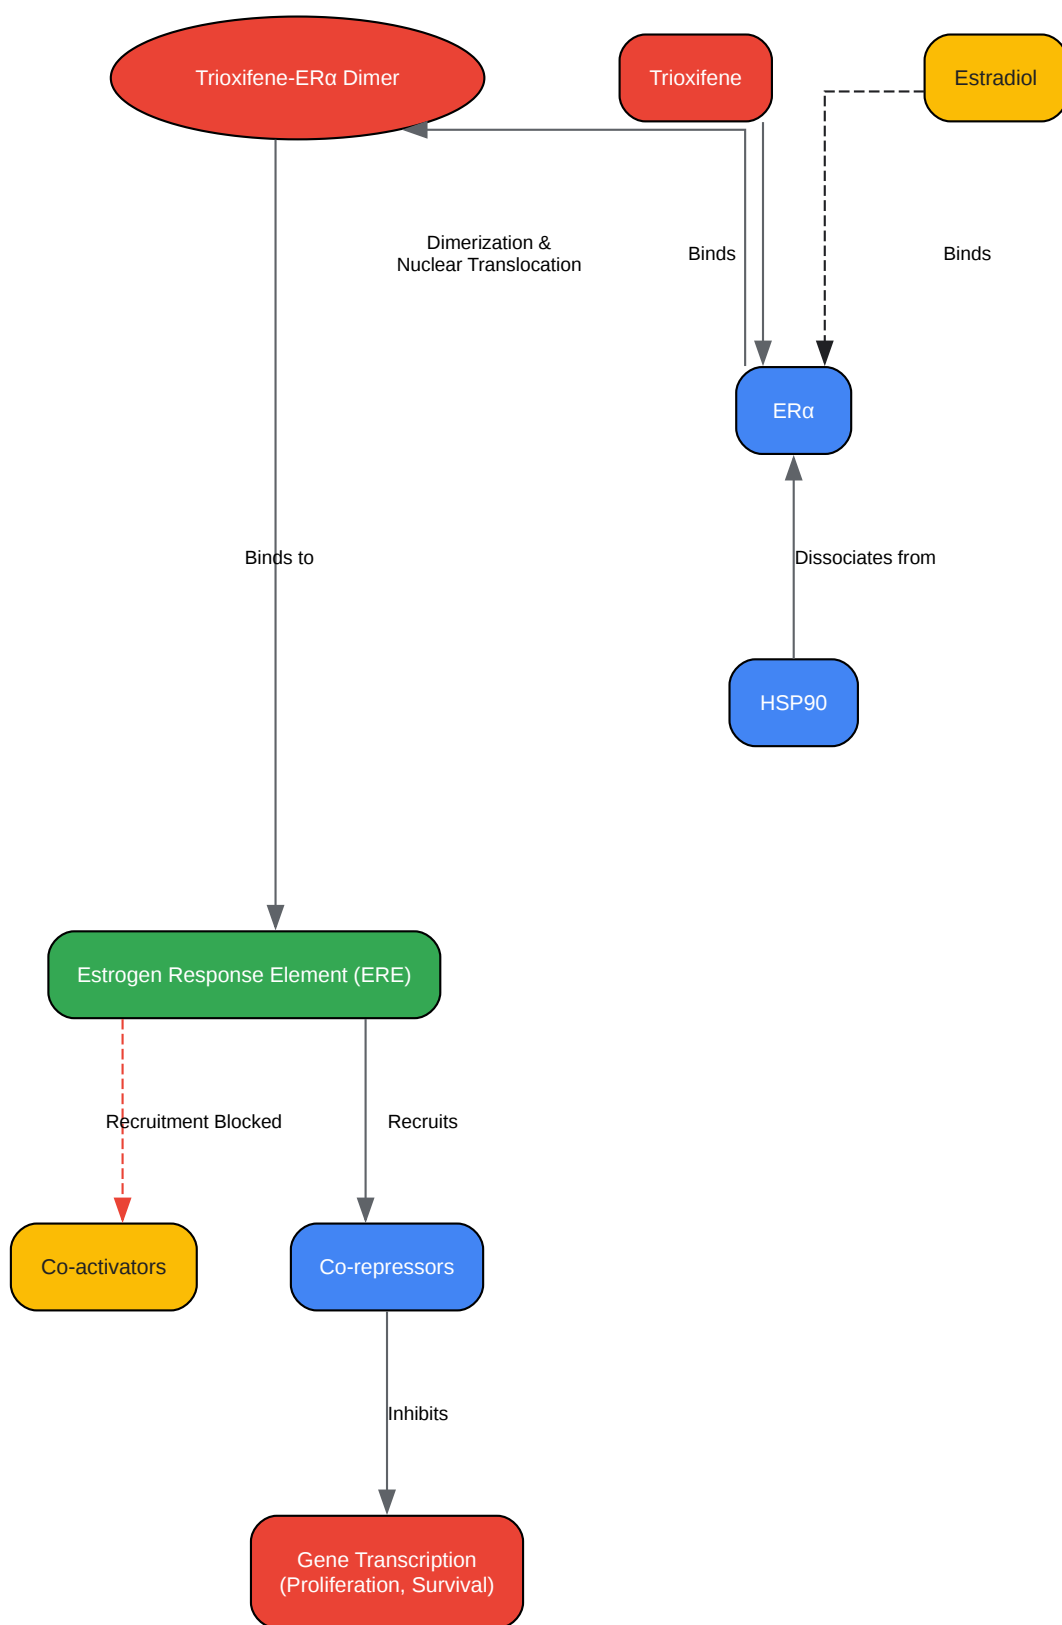 Trioxifene-ERα Dimer
Trioxifene
Estradiol
Dimerization &
Nuclear Translocation
Binds
Binds
ERα
Binds to
Dissociates from
HSP90
Estrogen Response Element (ERE)
Recruitment Blocked
Recruits
Co-activators
Co-repressors
Inhibits
Gene Transcription
(Proliferation, Survival)